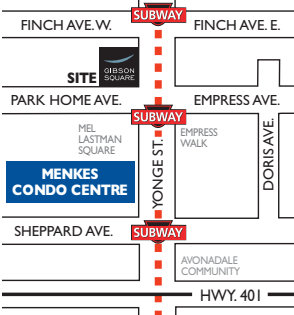 SUBWAY
FINCH AVE. W.
FINCH AVE. E.
SITE
GIBSON
SQUARE
PARK HOME AVE.
EMPRESS AVE.
SUBWAY
MEL
LASTMAN
SQUARE
EMPRESS
WALK
YONGE ST.
DORIS AVE.
MENKES
CONDO CENTRE
SHEPPARD AVE.
SUBWAY
AVONADALE
COMMUNITY
HWY. 401